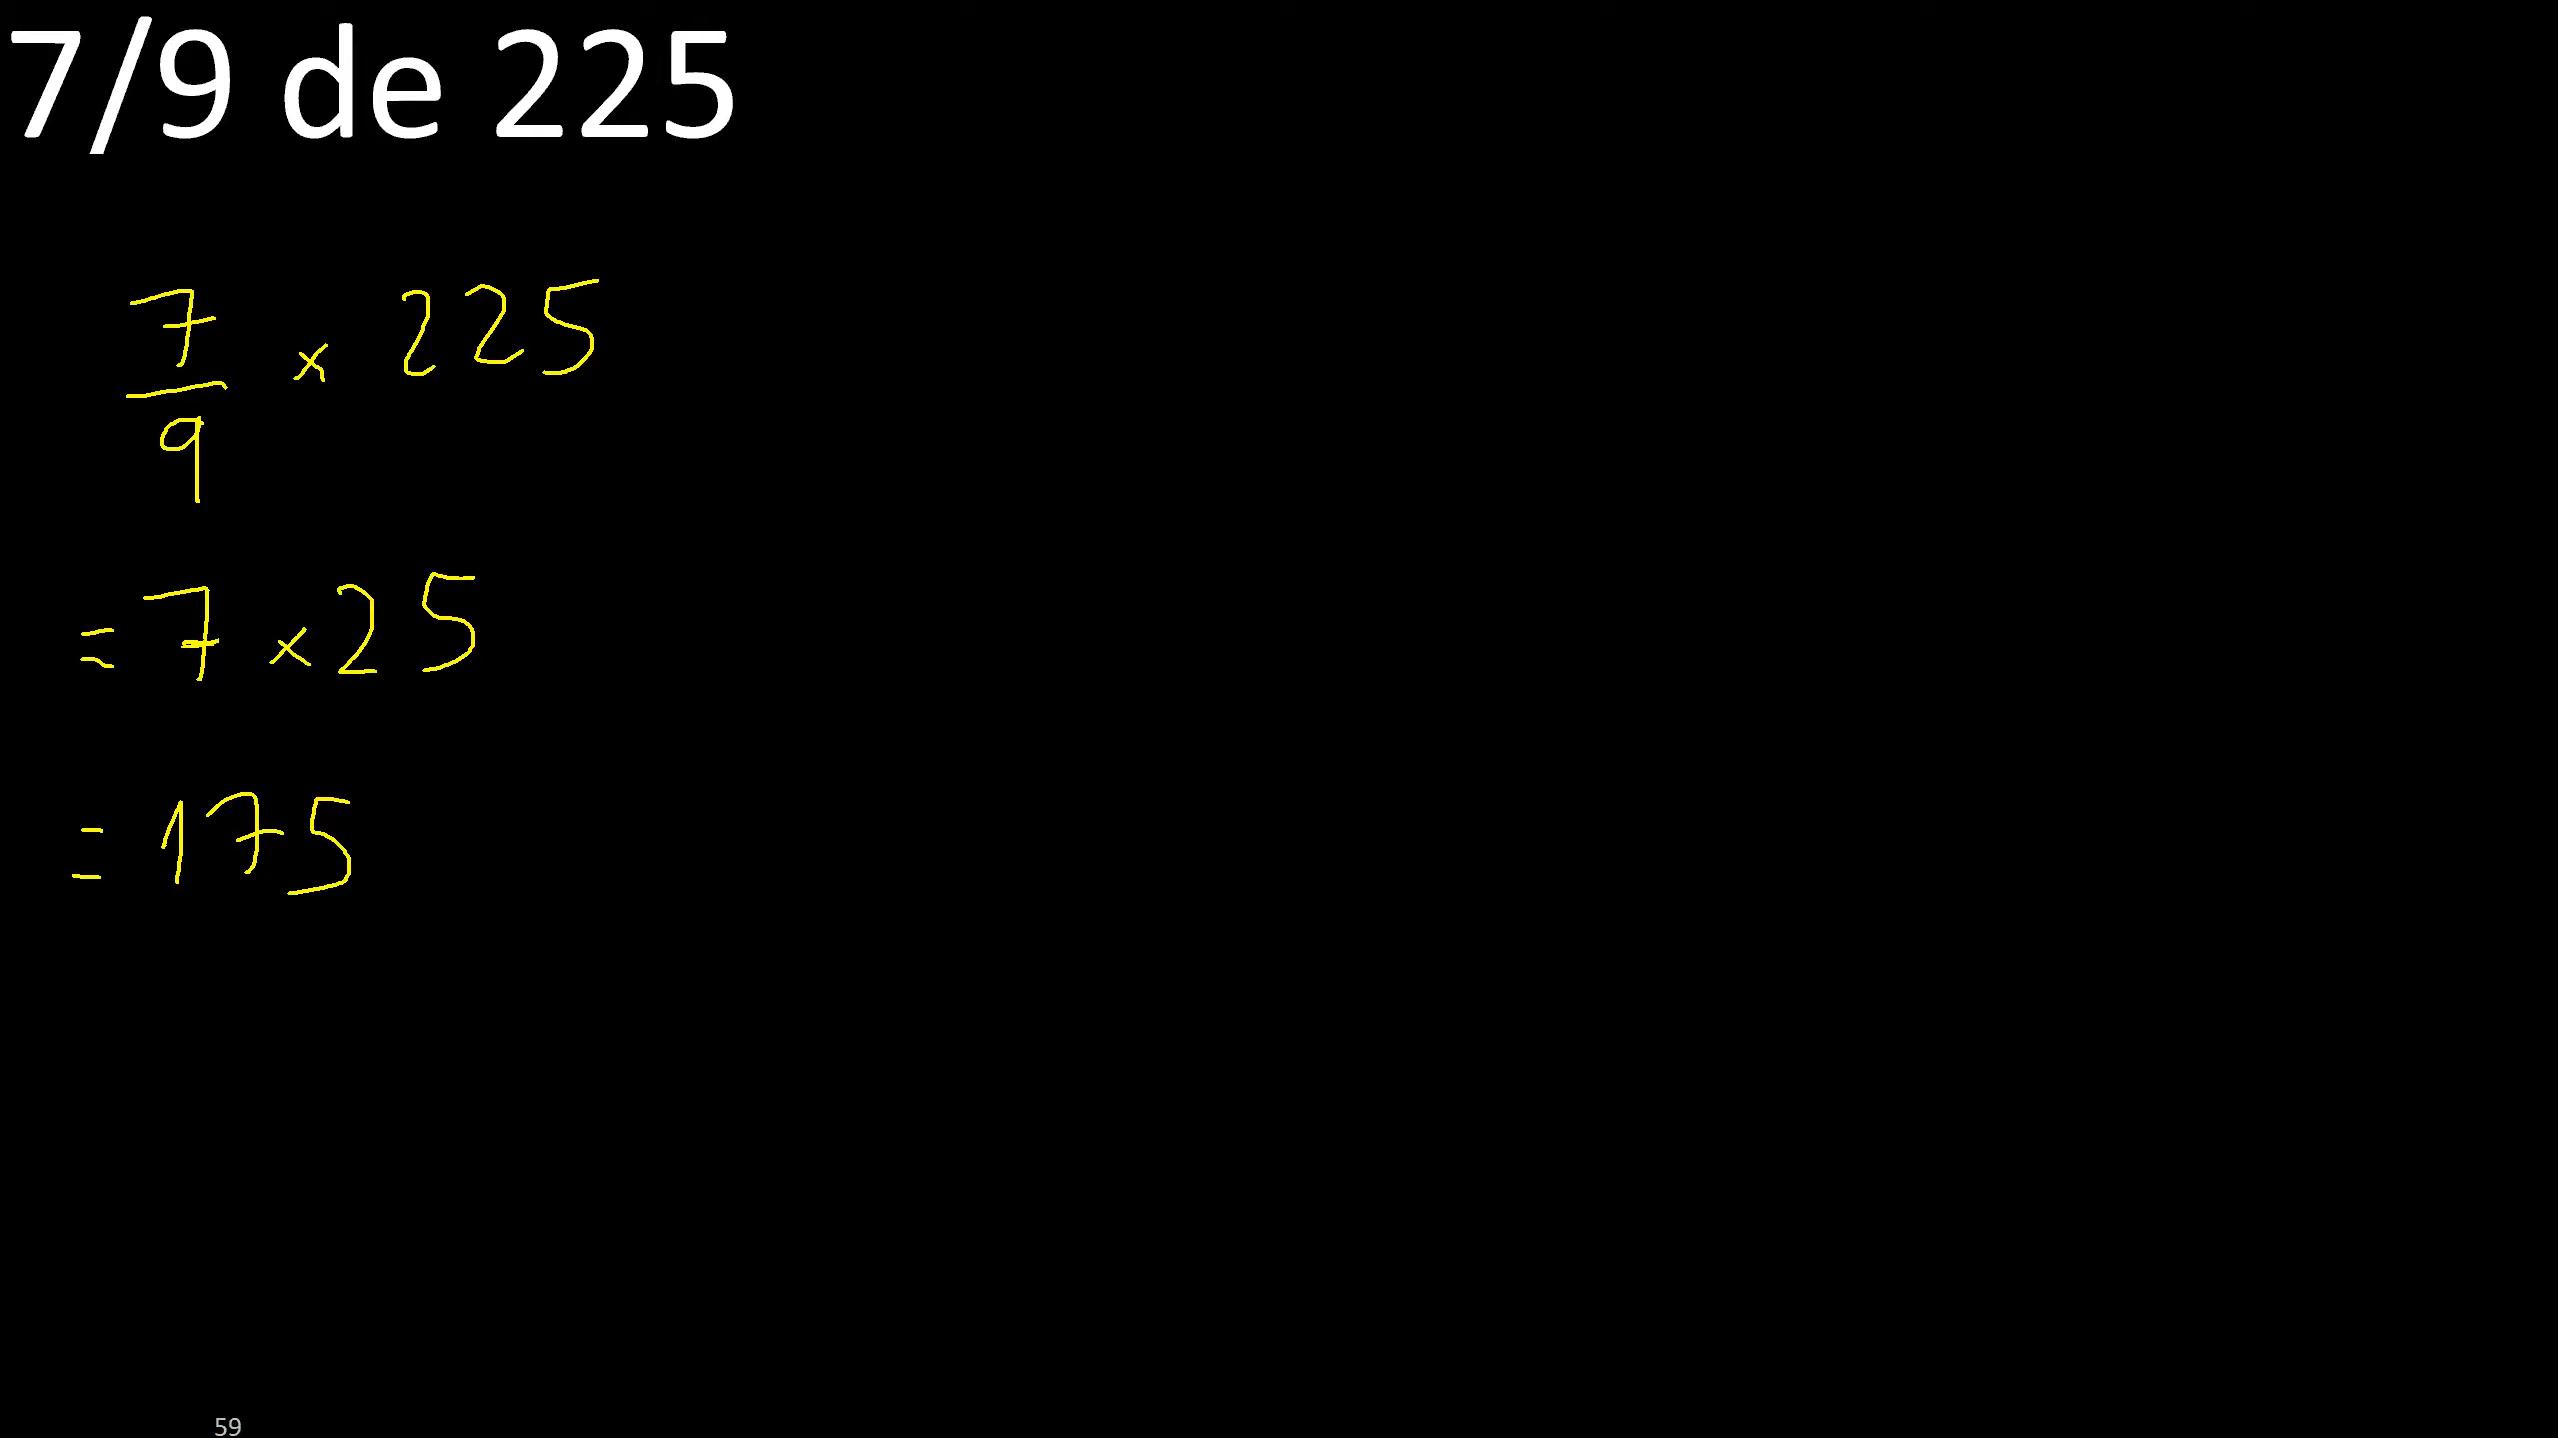 7/9 de 225
7/9 × 225
= 7 × 25
= 175
59